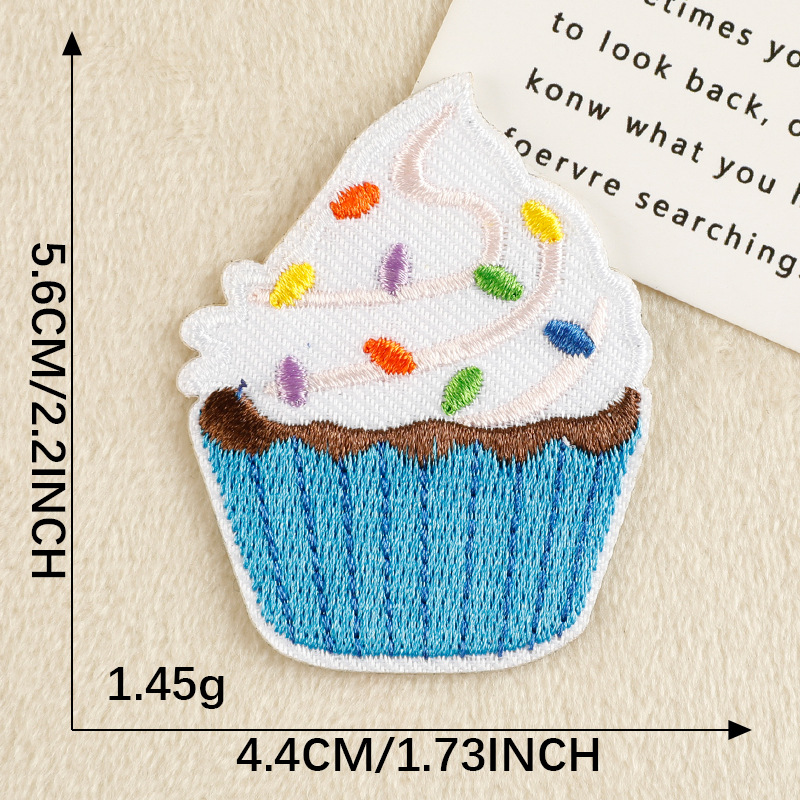 to look back,
konw what you
foervre searching
5.6CM/2.2INCH
1.45g
4.4CM/1.73INCH